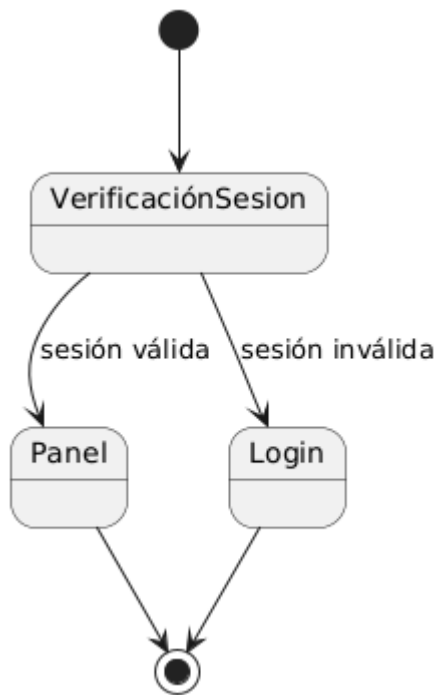 VerificaciónSesion
sesión válida
sesión inválida
Panel
Login